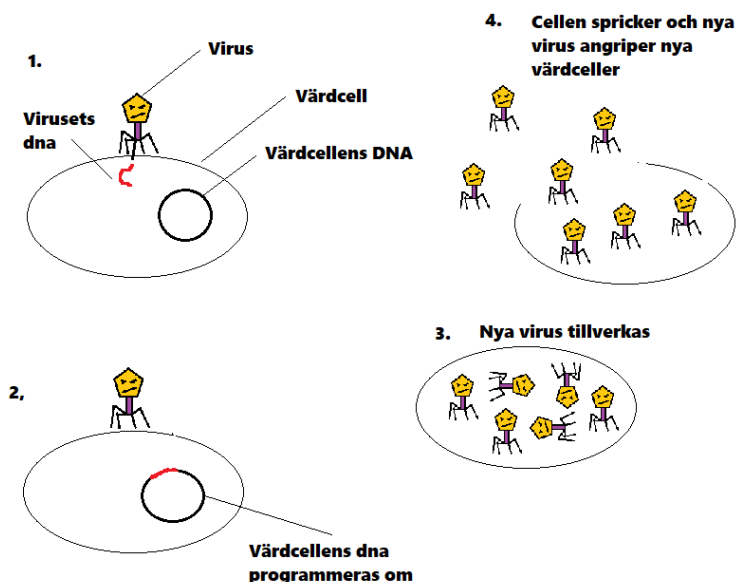 1.
Virus
Värdcell
Virusets
dna
Värdcellens DNA
2,
Värdcellens dna
programmeras om
3.
Nya virus tillverkas
4.
Cellen spricker och nya
virus angriper nya
värdceller